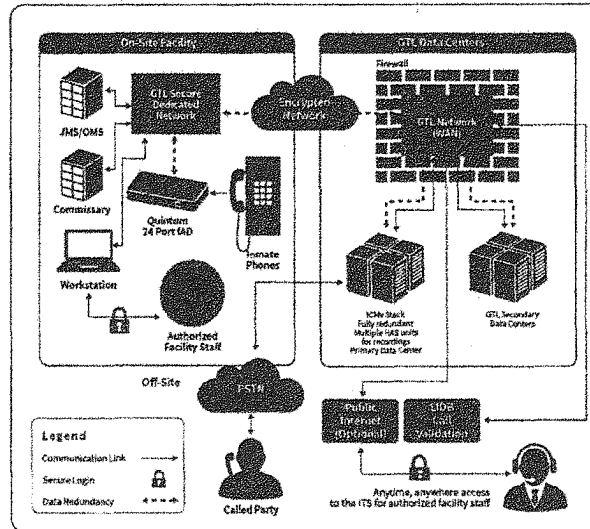 On-Site Facility
GTL Data Centers
Firewall
GTL Secure
Dedicated
Network
Encrypted
Network
GTL Network
(WAN)
JMS/OMS
Commissary
Quintum
24 Port IAD
Inmate
Phones
Workstation
Authorized
Facility Staff
ICMv Stack
Fully redundant
Multiple NAS units
for recordings
Primary Data Center
GTL Secondary
Data Centers
Off-Site
PSTN
Public
Internet
(Optional)
LIDB
Call
Validation
Legend
Communication Link
Secure Login
Data Redundancy
Called Party
Anytime, anywhere access
to the ITS for authorized facility staff